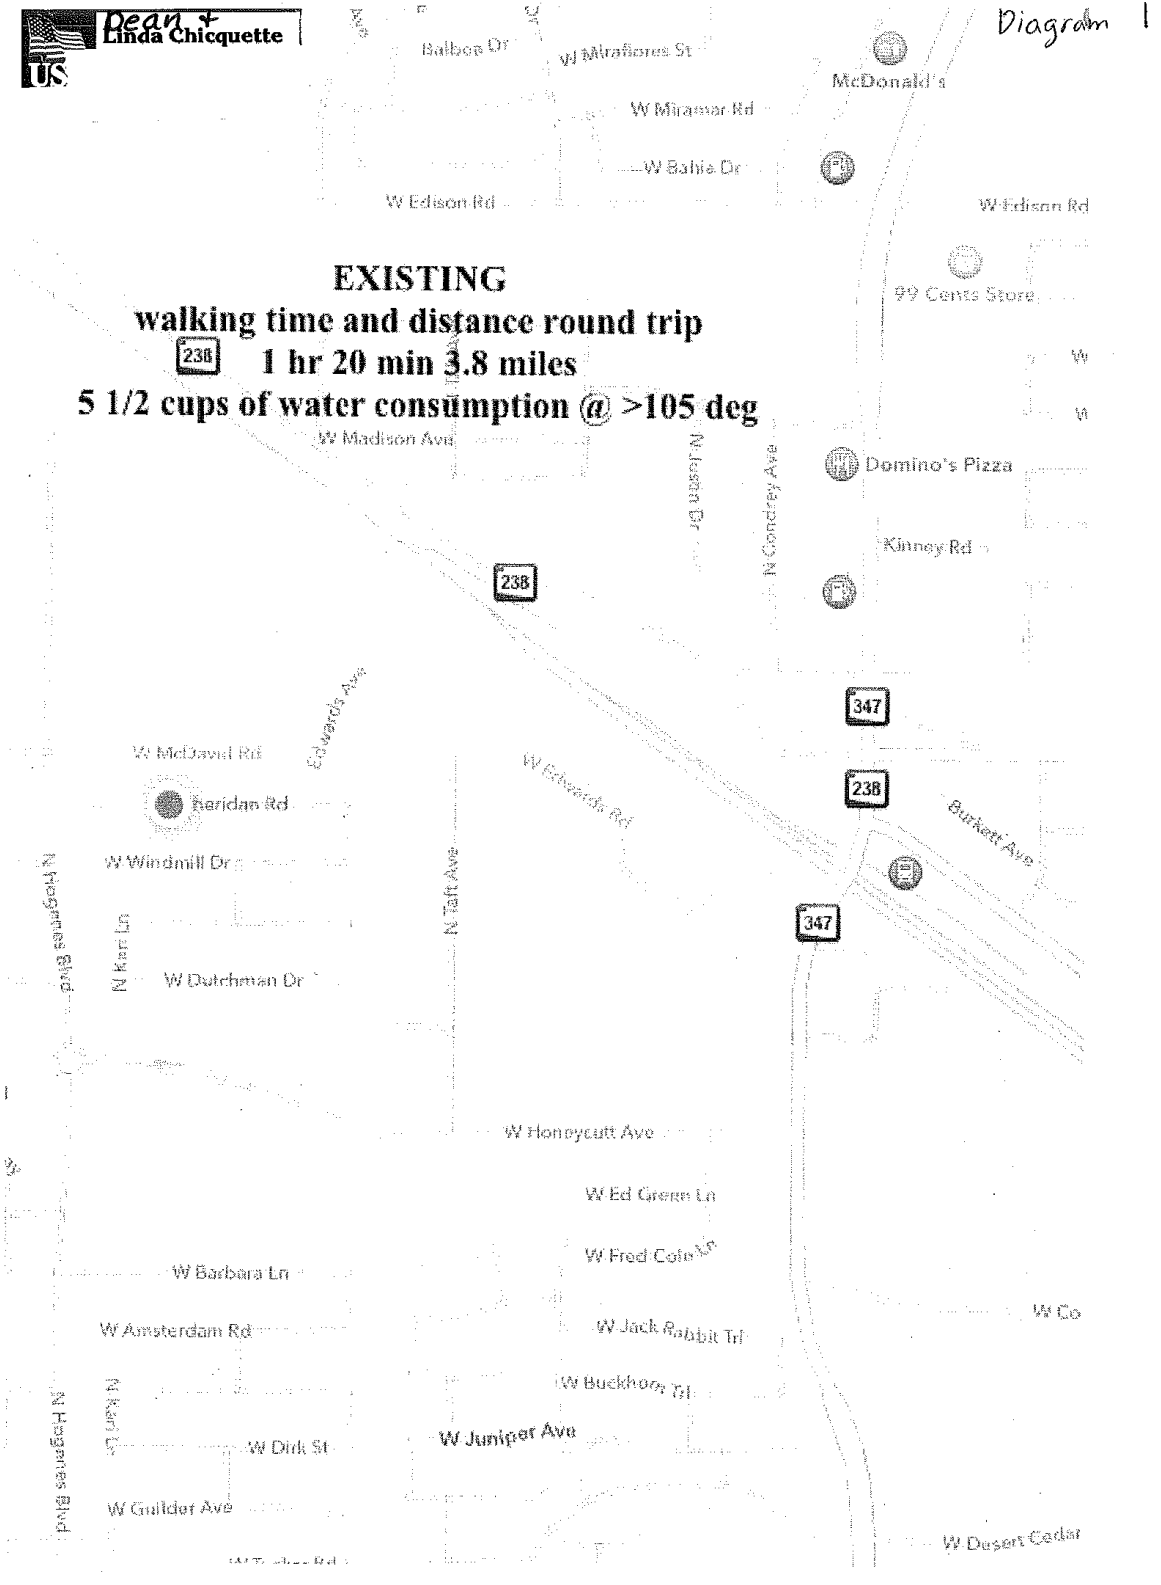 Dean +
Linda Chicquette
US
Diagram 1
Balboa Dr
W Miraflores St
McDonald's
W Miramar Rd
W Bahia Dr
W Edison Rd
W Edison Rd
99 Cents Store
EXISTING
walking time and distance round trip
238
1 hr 20 min 3.8 miles
5 1/2 cups of water consumption @ >105 deg
W Madison Ave
N Jason Dr
N Condrey Ave
Domino's Pizza
Kinney Rd
238
347
Edwards Ave
W McDavid Rd
heridan Rd
W Edwards Rd
238
Burkett Ave
W Windmill Dr
N Hogenes Blvd
N Taft Ave
N Kari Ln
347
W Dutchman Dr
W Honeycutt Ave
W Ed Green Ln
W Fred Cole Ln
W Barbara Ln
W Co
W Amsterdam Rd
W Jack Rabbit Trl
W Buckhorn Trl
N Kari Ln
N Hogenes Blvd
W Juniper Ave
W Dirk St
W Guilder Ave
W Desert Cedar